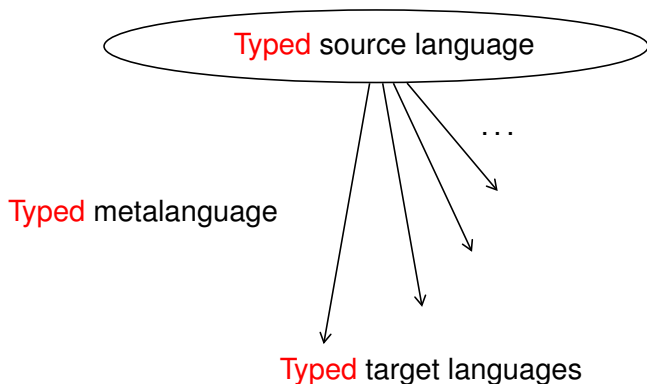 Typed source language
. . .
Typed metalanguage
Typed target languages